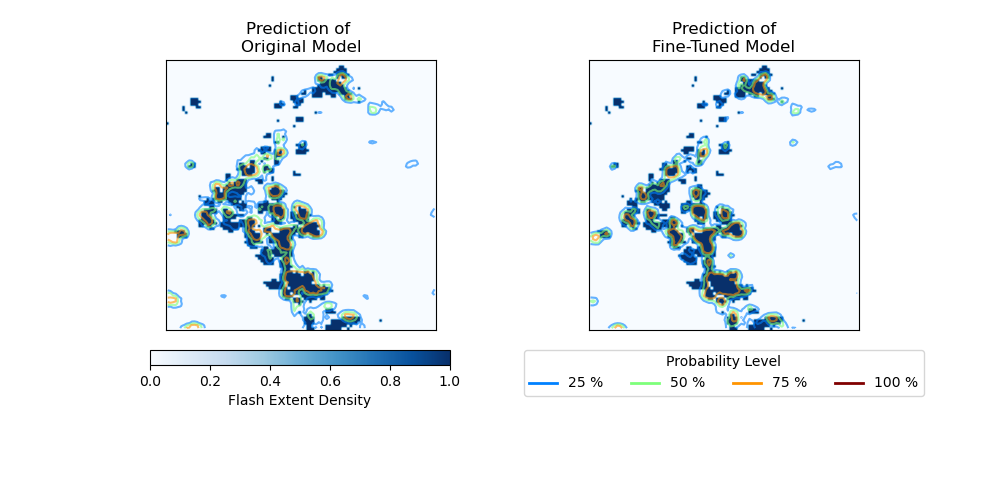 Prediction of
Original Model
Prediction of
Fine-Tuned Model
0.0 0.2 0.4 0.6 0.8 1.0
Flash Extent Density
Probability Level
25 % 50 % 75 % 100 %